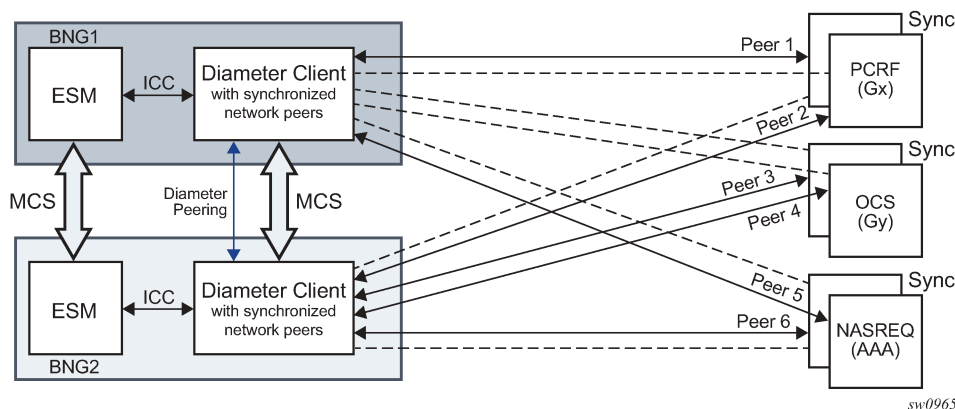 BNG1
ESM
ICC
Diameter Client
with synchronized
network peers
MCS
Diameter
Peering
MCS
ESM
ICC
Diameter Client
with synchronized
network peers
BNG2
Peer 1
Peer 2
Peer 3
Peer 4
Peer 5
Peer 6
Sync
PCRF
(Gx)
Sync
OCS
(Gy)
Sync
NASREQ
(AAA)
sw0965